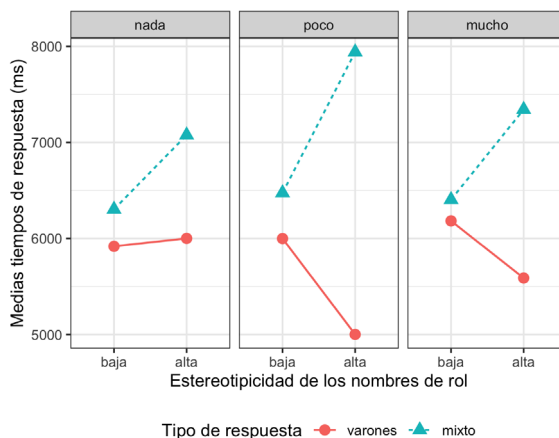 nada poco mucho
Medias tiempos de respuesta (ms)
8000
7000
6000
5000
baja alta baja alta baja alta
Estereotipicidad de los nombres de rol
Tipo de respuesta varones mixto